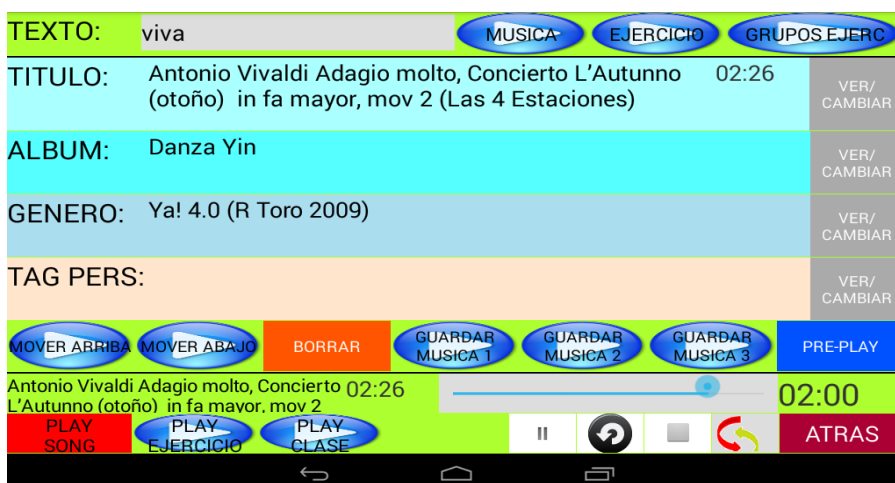 TEXTO: viva MUSICA EJERCICIO GRUPOS EJERC
TITULO: Antonio Vivaldi Adagio molto, Concierto L’Autunno 02:26 VER/
(otoño) in fa mayor, mov 2 (Las 4 Estaciones) CAMBIAR
ALBUM: Danza Yin VER/
CAMBIAR
GENERO: Ya! 4.0 (R Toro 2009) VER/
CAMBIAR
TAG PERS: VER/
CAMBIAR
MOVER ARRIBA MOVER ABAJO BORRAR GUARDAR MUSICA 1 GUARDAR MUSICA 2 GUARDAR MUSICA 3 PRE-PLAY
Antonio Vivaldi Adagio molto, Concierto 02:26 02:00
L’Autunno (otoño) in fa mayor, mov 2
PLAY SONG PLAY EJERCICIO PLAY CLASE ATRAS